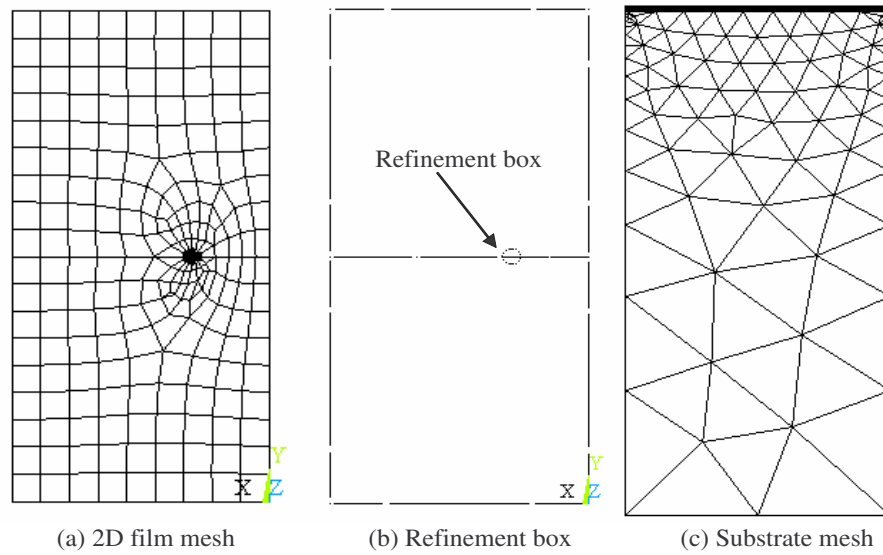 Refinement box
Y
X
Z
Y
X
Z
(a) 2D film mesh
(b) Refinement box
(c) Substrate mesh